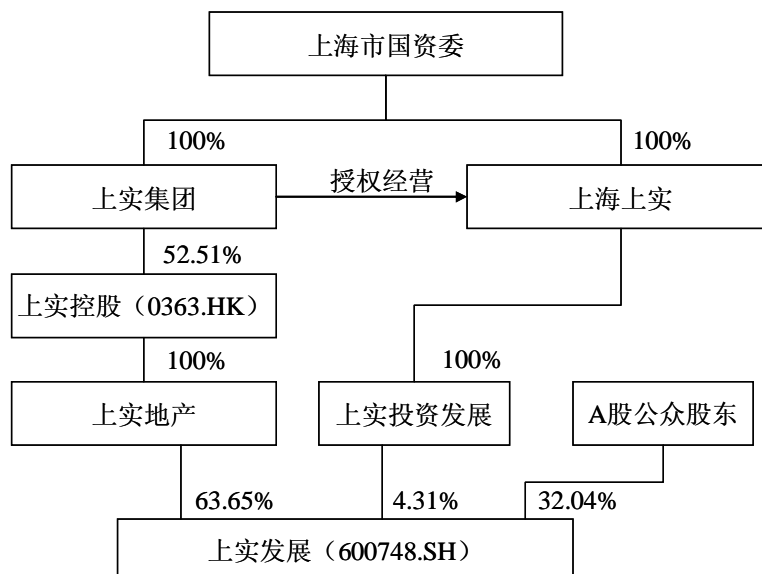 上海市国资委
100%
100%
上实集团
授权经营
上海上实
52.51%
上实控股（0363.HK）
100%
100%
上实地产
上实投资发展
A股公众股东
63.65%
4.31%
32.04%
上实发展（600748.SH）